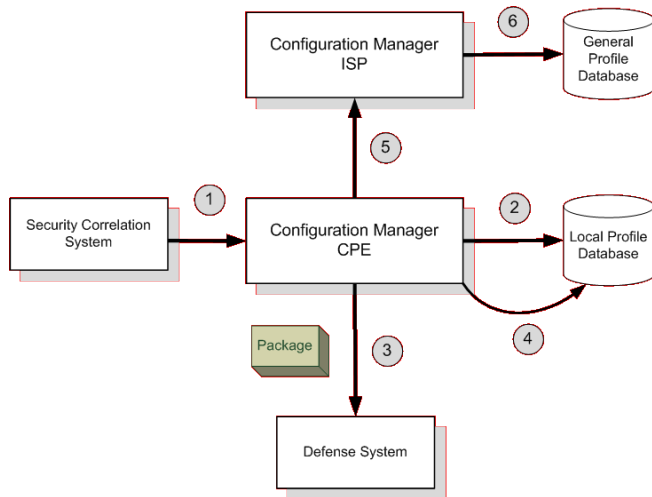 Configuration Manager
ISP
6
General
Profile
Database
5
1
Security Correlation
System
Configuration Manager
CPE
2
Local Profile
Database
Package
3
4
Defense System